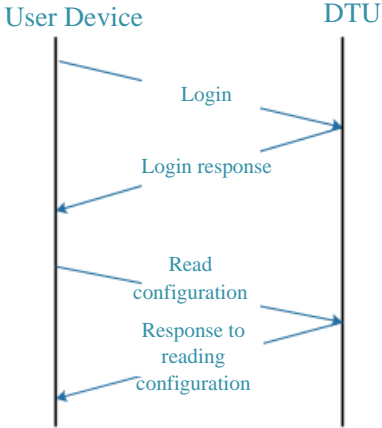 User Device
DTU
Login
Login response
Read
configuration
Response to
reading
configuration